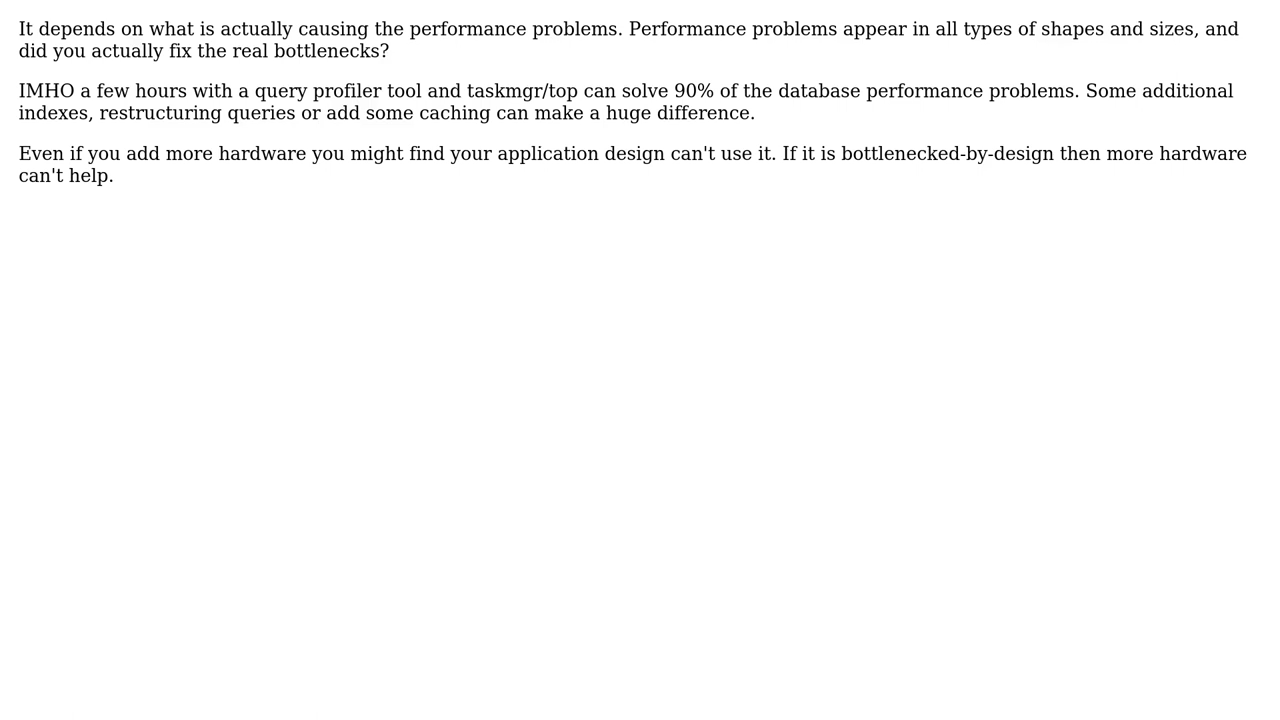 It depends on what is actually causing the performance problems. Performance problems appear in all types of shapes and sizes, and
did you actually fix the real bottlenecks?
IMHO a few hours with a query profiler tool and taskmgr/top can solve 90% of the database performance problems. Some additional
indexes, restructuring queries or add some caching can make a huge difference.
Even if you add more hardware you might find your application design can't use it. If it is bottlenecked-by-design then more hardware
can't help.